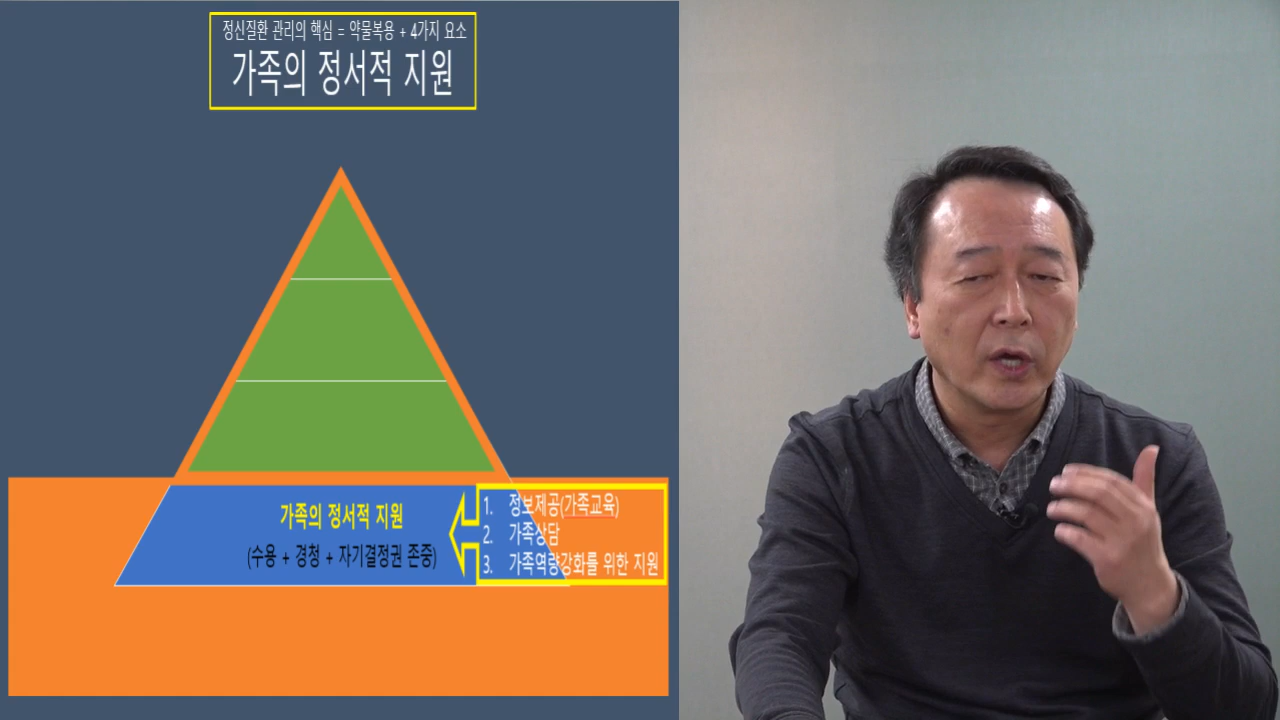 정신질환 관리의 핵심 = 약물복용 + 4가지 요소
가족의 정서적 지원
가족의 정서적 지원
(수용 + 경청 + 자기결정권 존중)
1. 정보제공(가족교육)
2. 가족상담
3. 가족역량강화를 위한 지원